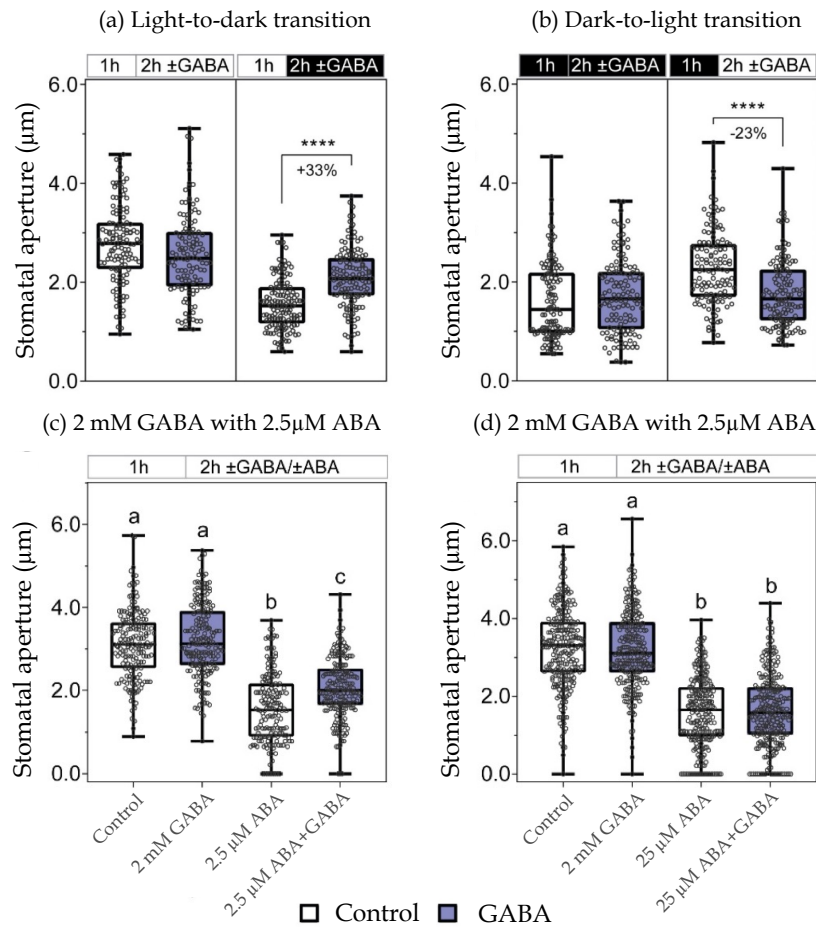 (a) Light-to-dark transition
(b) Dark-to-light transition
1h 2h ±GABA 1h 2h ±GABA
1h 2h ±GABA 1h 2h ±GABA
Stomatal aperture (µm)
6.0
4.0
2.0
0.0
****
+33%
Stomatal aperture (µm)
6.0
4.0
2.0
0.0
****
-23%
(c) 2 mM GABA with 2.5µM ABA
(d) 2 mM GABA with 2.5µM ABA
1h 2h ±GABA/±ABA
1h 2h ±GABA/±ABA
Stomatal aperture (µm)
6.0
4.0
2.0
0.0
a
a
b
c
Control
2 mM GABA
2.5 µM ABA
2.5 µM ABA+GABA
Stomatal aperture (µm)
6.0
4.0
2.0
0.0
a
a
b
b
Control
2 mM GABA
25 µM ABA
25 µM ABA+GABA
Control GABA